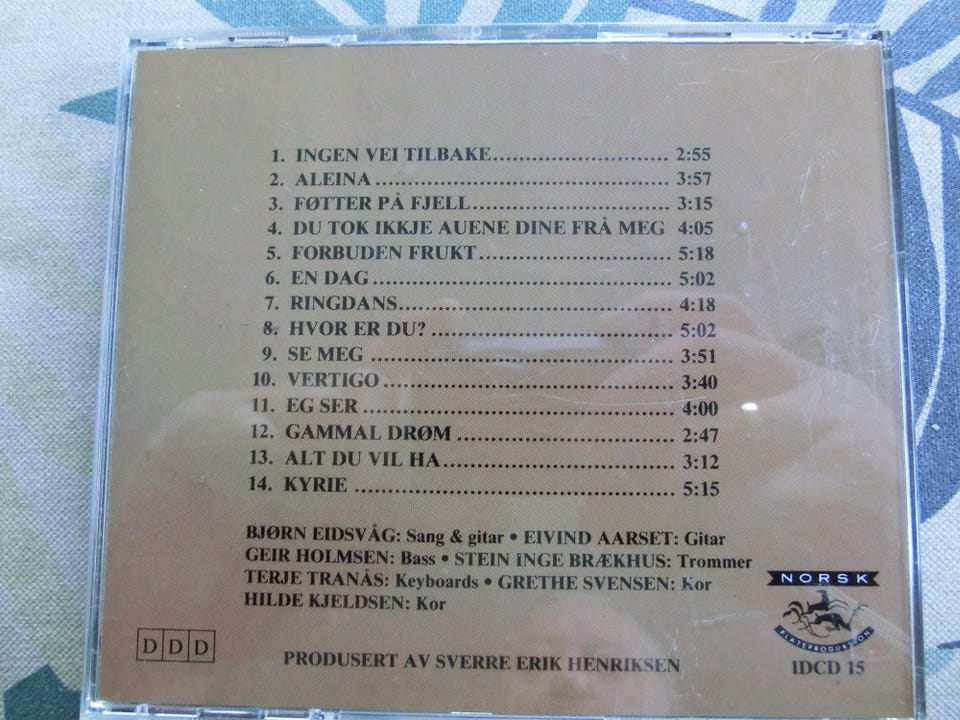 1. INGEN VEI TILBAKE................................ 2:55
2. ALEINA ..................................................... 3:57
3. FØTTER PÅ FJELL.................................... 3:15
4. DU TOK IKKJE AUENE DINE FRÅ MEG 4:05
5. FORBUDEN FRUKT................................... 5:18
6. EN DAG...................................................... 5:02
7. RINGDANS................................................. 4:18
8. HVOR ER DU? ........................................... 5:02
9. SE MEG ...................................................... 3:51
10. VERTIGO .................................................... 3:40
11. EG SER ........................................................ 4:00
12. GAMMAL DRØM ....................................... 2:47
13. ALT DU VIL HA.......................................... 3:12
14. KYRIE .......................................................... 5:15
BJØRN EIDSVÅG: Sang & gitar • EIVIND AARSET: Gitar
GEIR HOLMSEN: Bass • STEIN INGE BRÆKHUS: Trommer
TERJE TRANÅS: Keyboards • GRETHE SVENSEN: Kor
HILDE KJELDSEN: Kor
NORSK
PLATEPRODUKSJON
DDD
PRODUSERT AV SVERRE ERIK HENRIKSEN
IDCD 15